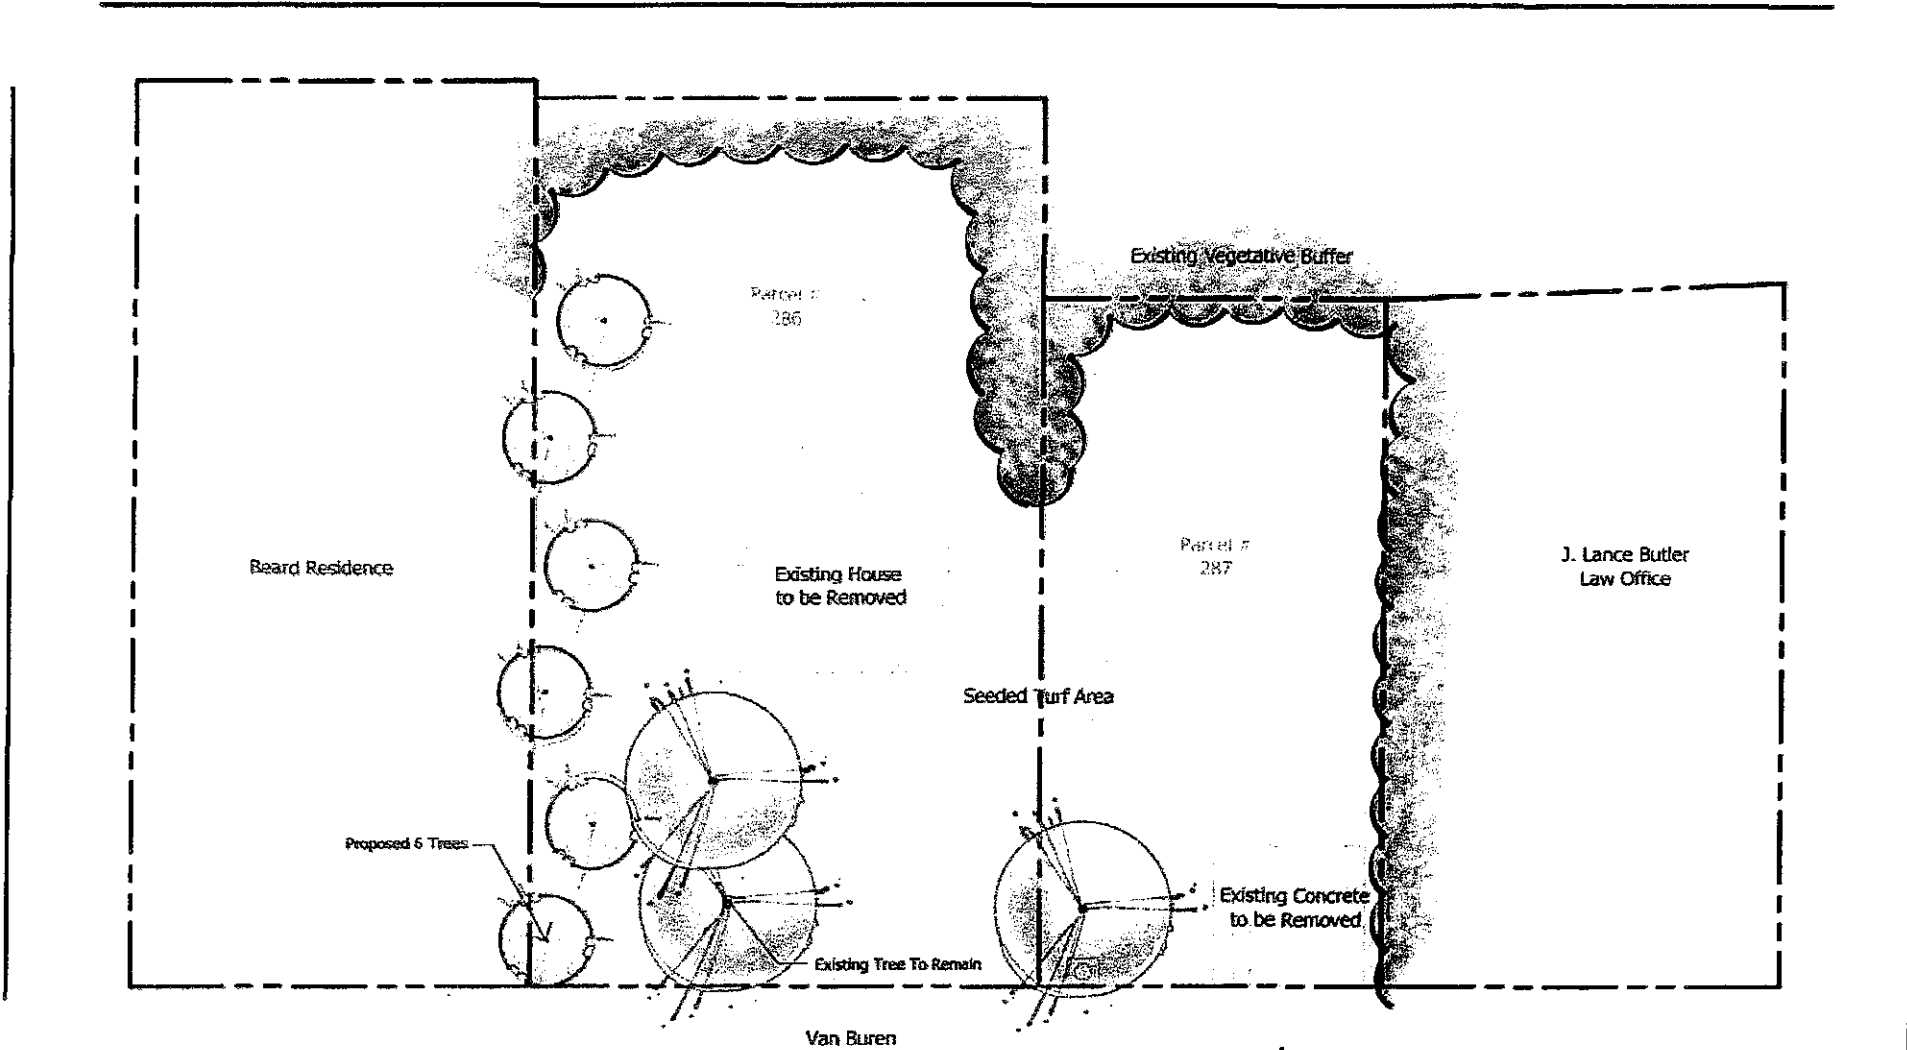 Existing Vegetative Buffer
Parcel #
286
Parcel #
287
J. Lance Butler
Law Office
Beard Residence
Existing House
to be Removed
Seeded Turf Area
Proposed 6 Trees
Existing Concrete
to be Removed
Existing Tree To Remain
Van Buren